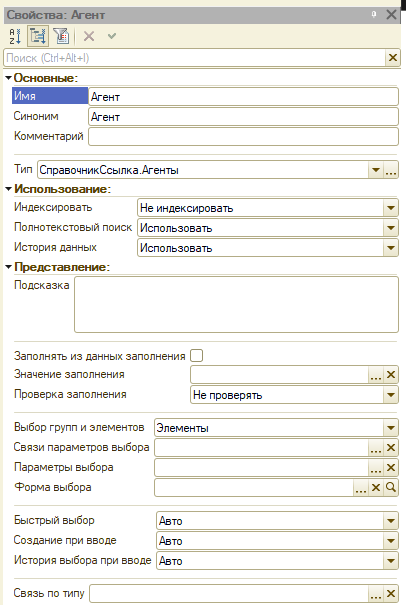 Свойства: Агент
Поиск (Ctrl+Alt+I)
Основные:
Имя Агент
Синоним Агент
Комментарий
Тип СправочникСсылка.Агенты ...
Использование:
Индексировать Не индексировать
Полнотекстовый поиск Использовать
История данных Использовать
Представление:
Подсказка
Заполнять из данных заполнения
Значение заполнения ...
Проверка заполнения Не проверять
Выбор групп и элементов Элементы
Связи параметров выбора ...
Параметры выбора ...
Форма выбора ...
Быстрый выбор Авто
Создание при вводе Авто
История выбора при вводе Авто
Связь по типу ...